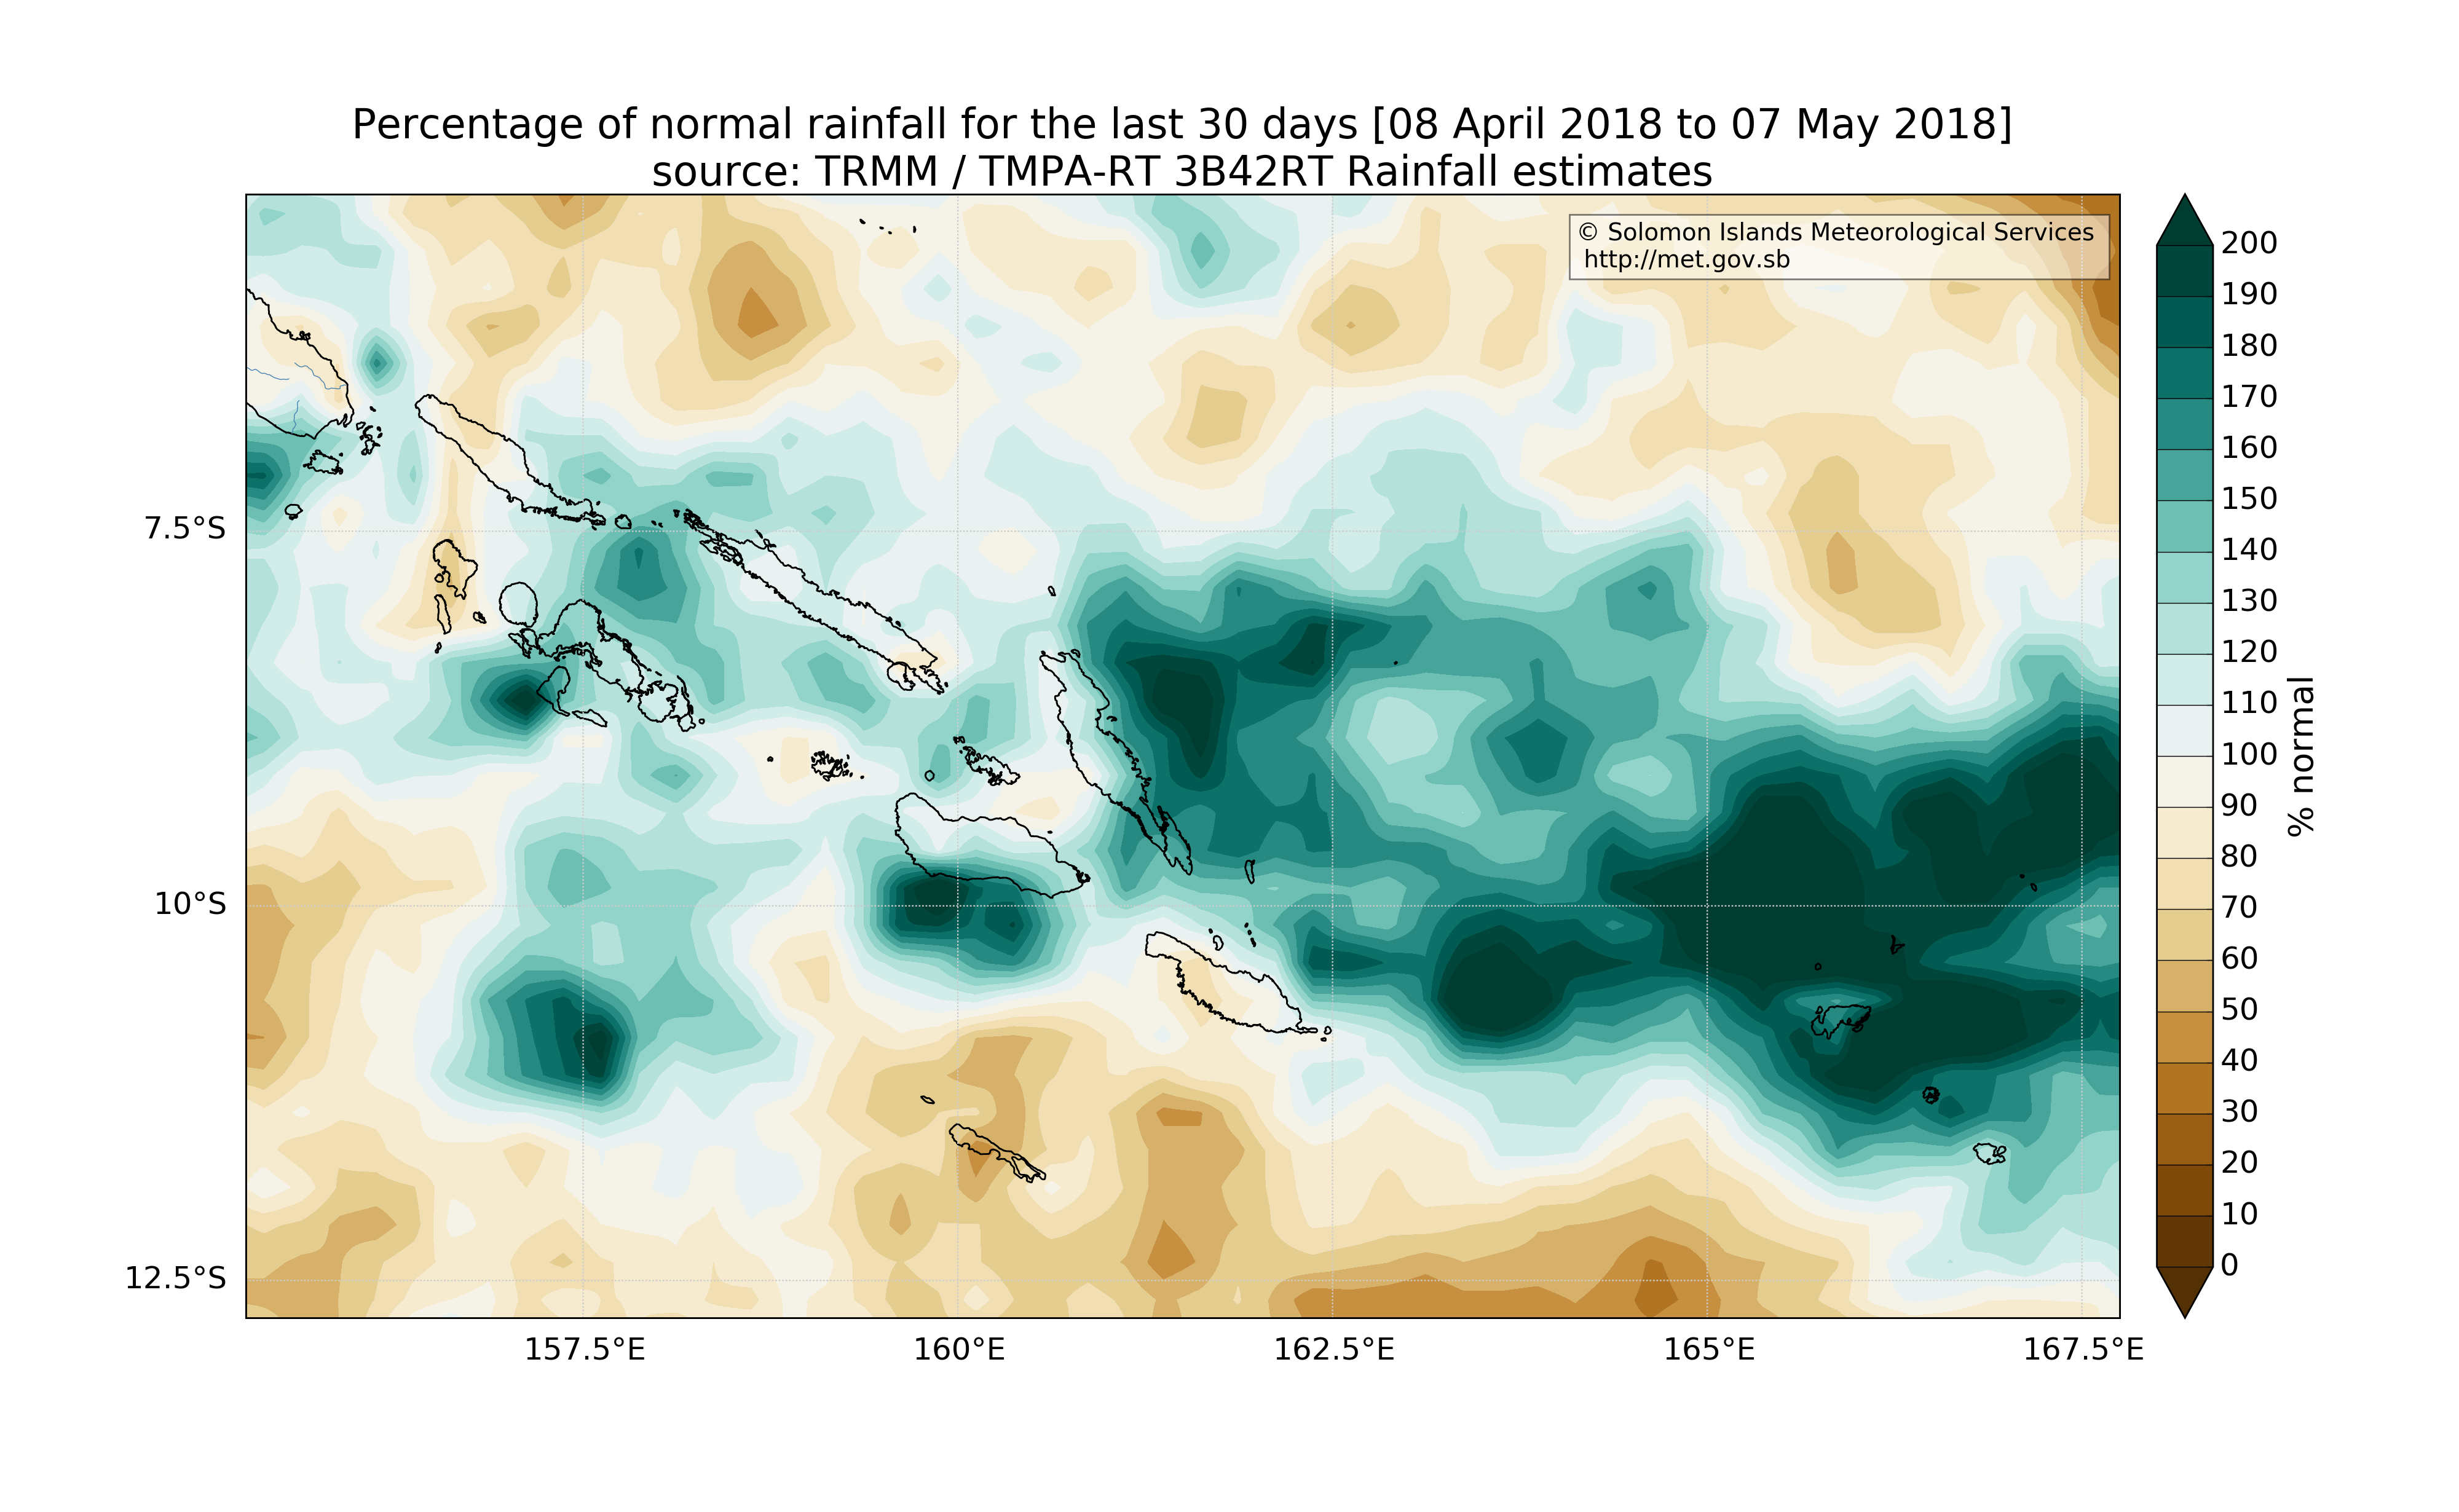 Percentage of normal rainfall for the last 30 days [08 April 2018 to 07 May 2018]
source: TRMM / TMPA-RT 3B42RT Rainfall estimates
© Solomon Islands Meteorological Services
http://met.gov.sb
7.5°S
10°S
12.5°S
157.5°E
160°E
162.5°E
165°E
167.5°E
200
190
180
170
160
150
140
130
120
110
100
90
80
70
60
50
40
30
20
10
0
% normal